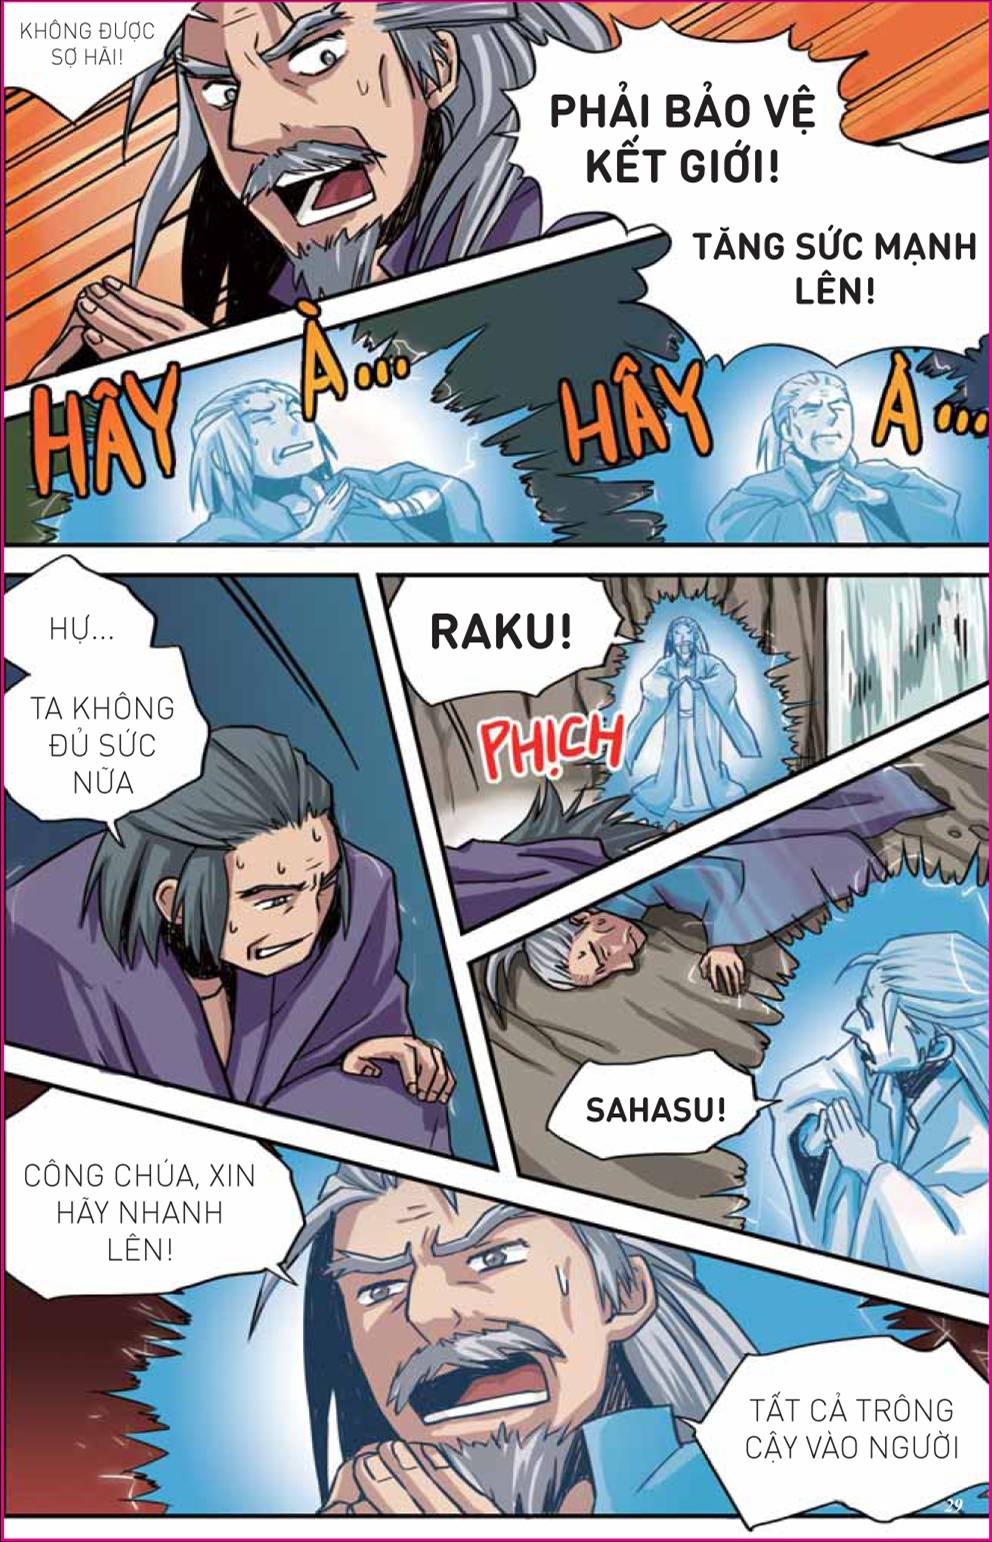 KHÔNG ĐƯỢC
SỢ HÃI!
PHẢI BẢO VỆ
KẾT GIỚI!
TĂNG SỨC MẠNH
LÊN!
HÂY À...
HÂY À...
HỰ...
TA KHÔNG
ĐỦ SỨC
NỮA
RAKU!
PHỊCH
SAHASU!
CÔNG CHÚA, XIN
HÃY NHANH
LÊN!
TẤT CẢ TRÔNG
CẬY VÀO NGƯỜI
29